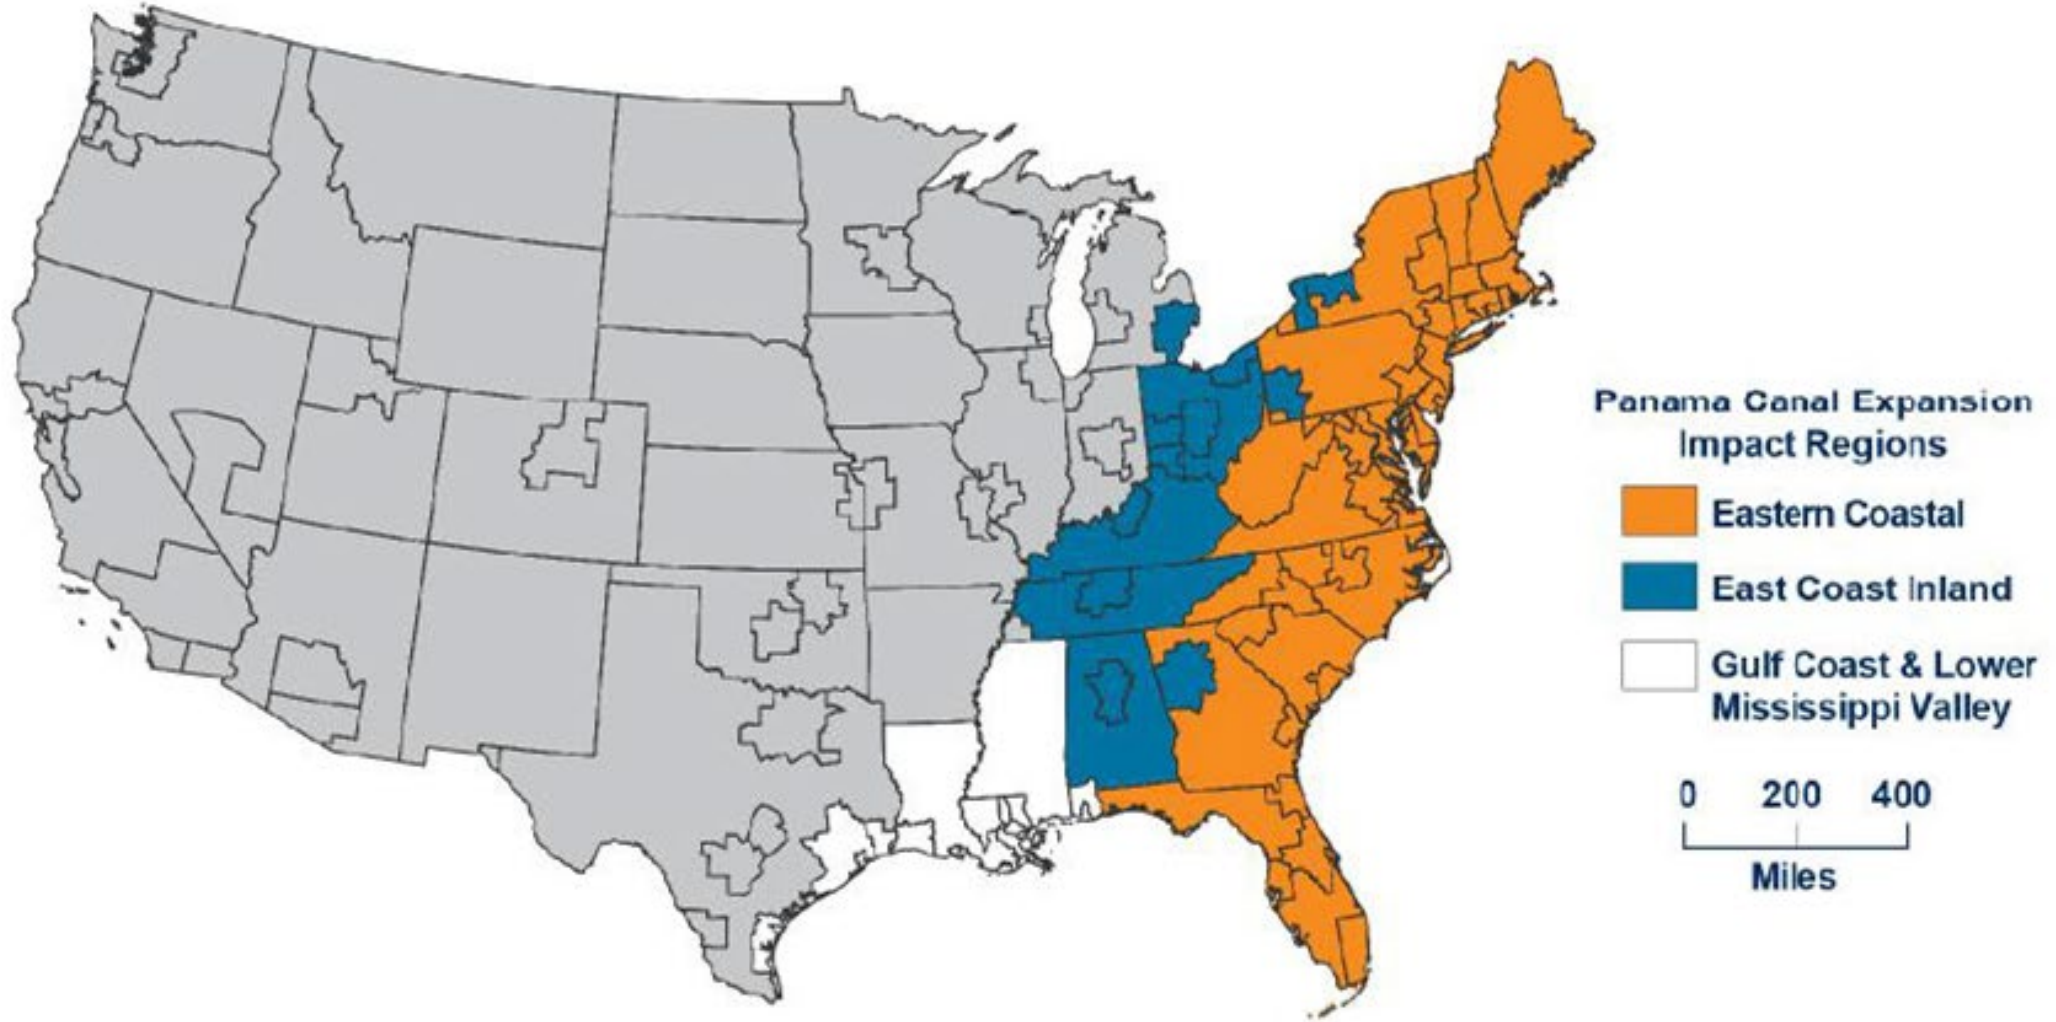 Panama Canal Expansion
Impact Regions
Eastern Coastal
East Coast Inland
Gulf Coast & Lower
Mississippi Valley
0 200 400
Miles